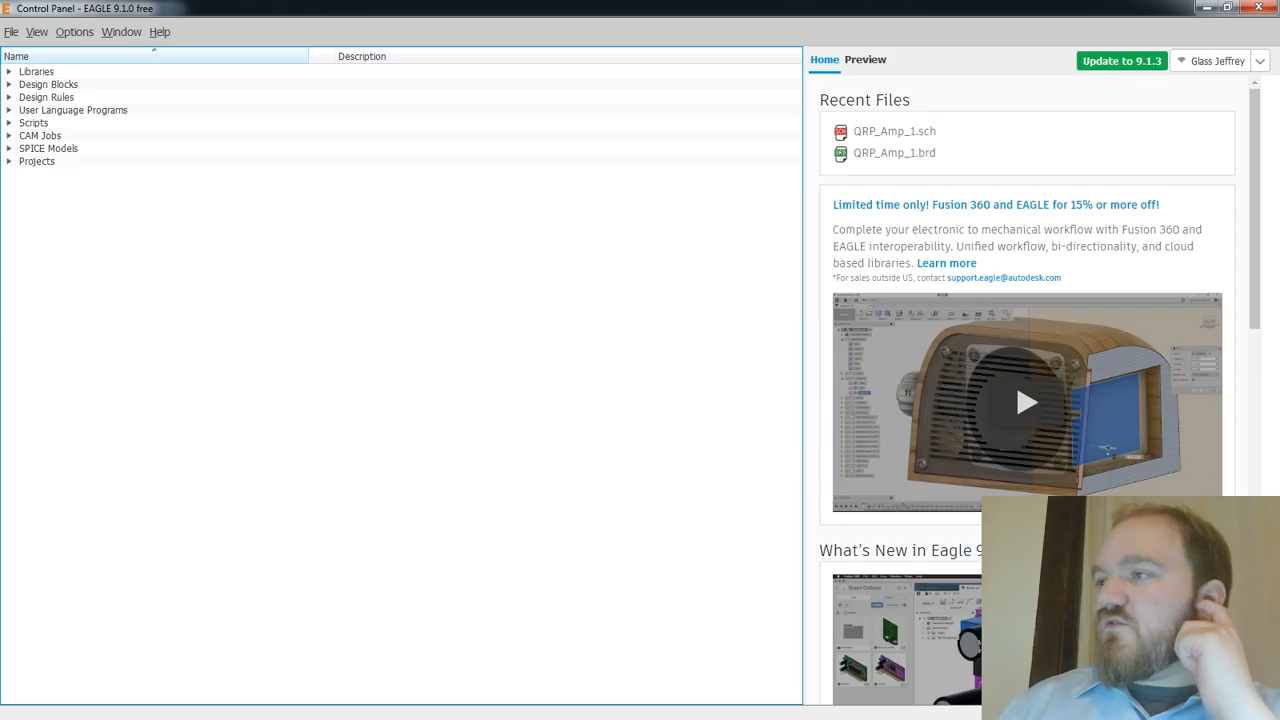 Control Panel - EAGLE 9.1.0 free
File View Options Window Help
Name Description
Libraries
Design Blocks
Design Rules
User Language Programs
Scripts
CAM Jobs
SPICE Models
Projects
Home Preview
Update to 9.1.3
Glass Jeffrey
Recent Files
QRP_Amp_1.sch
QRP_Amp_1.brd
Limited time only! Fusion 360 and EAGLE for 15% or more off!
Complete your electronic to mechanical workflow with Fusion 360 and
EAGLE interoperability. Unified workflow, bi-directionality, and cloud
based libraries. Learn more
*For sales outside US, contact support.eagle@autodesk.com
What's New in Eagle 9